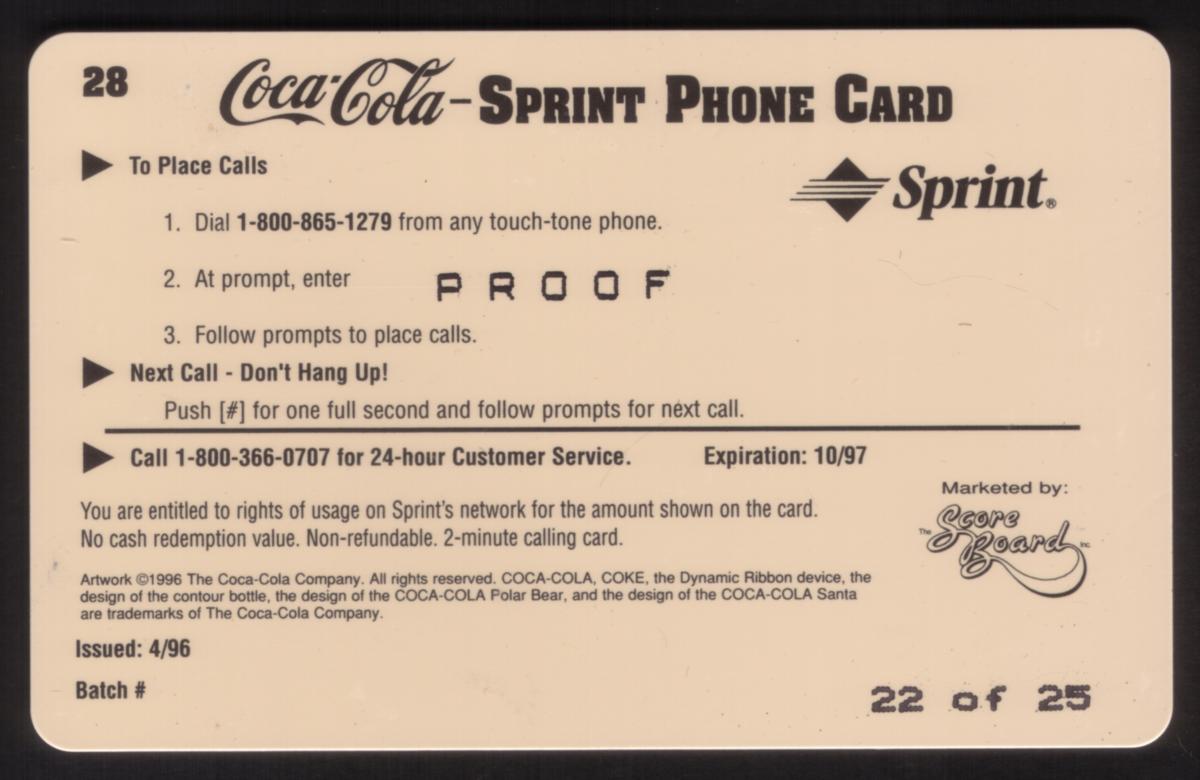 28
Coca-Cola – SPRINT PHONE CARD
To Place Calls
Sprint®
1. Dial 1-800-865-1279 from any touch-tone phone.
2. At prompt, enter PROOF
3. Follow prompts to place calls.
Next Call - Don't Hang Up!
Push [#] for one full second and follow prompts for next call.
Call 1-800-366-0707 for 24-hour Customer Service. Expiration: 10/97
Marketed by:
The Score Board Inc.
You are entitled to rights of usage on Sprint's network for the amount shown on the card.
No cash redemption value. Non-refundable. 2-minute calling card.
Artwork ©1996 The Coca-Cola Company. All rights reserved. COCA-COLA, COKE, the Dynamic Ribbon device, the
design of the contour bottle, the design of the COCA-COLA Polar Bear, and the design of the COCA-COLA Santa
are trademarks of The Coca-Cola Company.
Issued: 4/96
Batch #
22 of 25